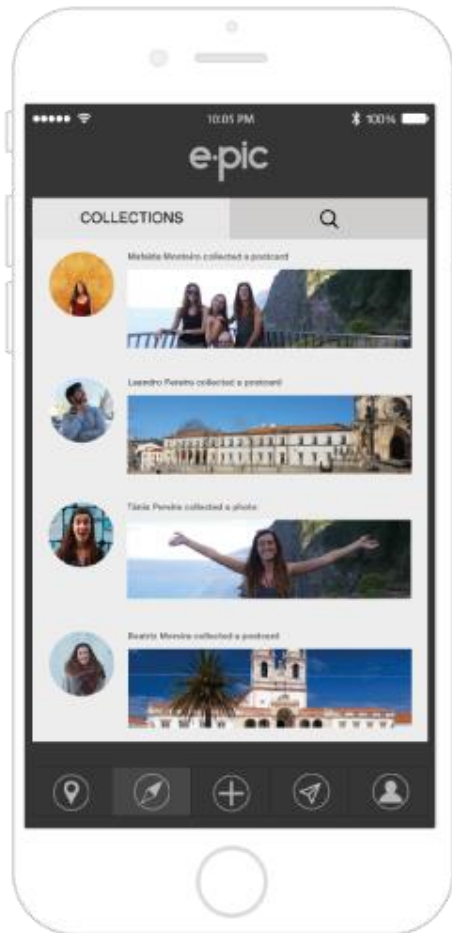 10:05 PM
100%
e·pic
COLLECTIONS
Mafalda Monteiro collected a postcard
Leandro Pereira collected a postcard
Tânia Pereira collected a photo
Beatriz Moreira collected a postcard